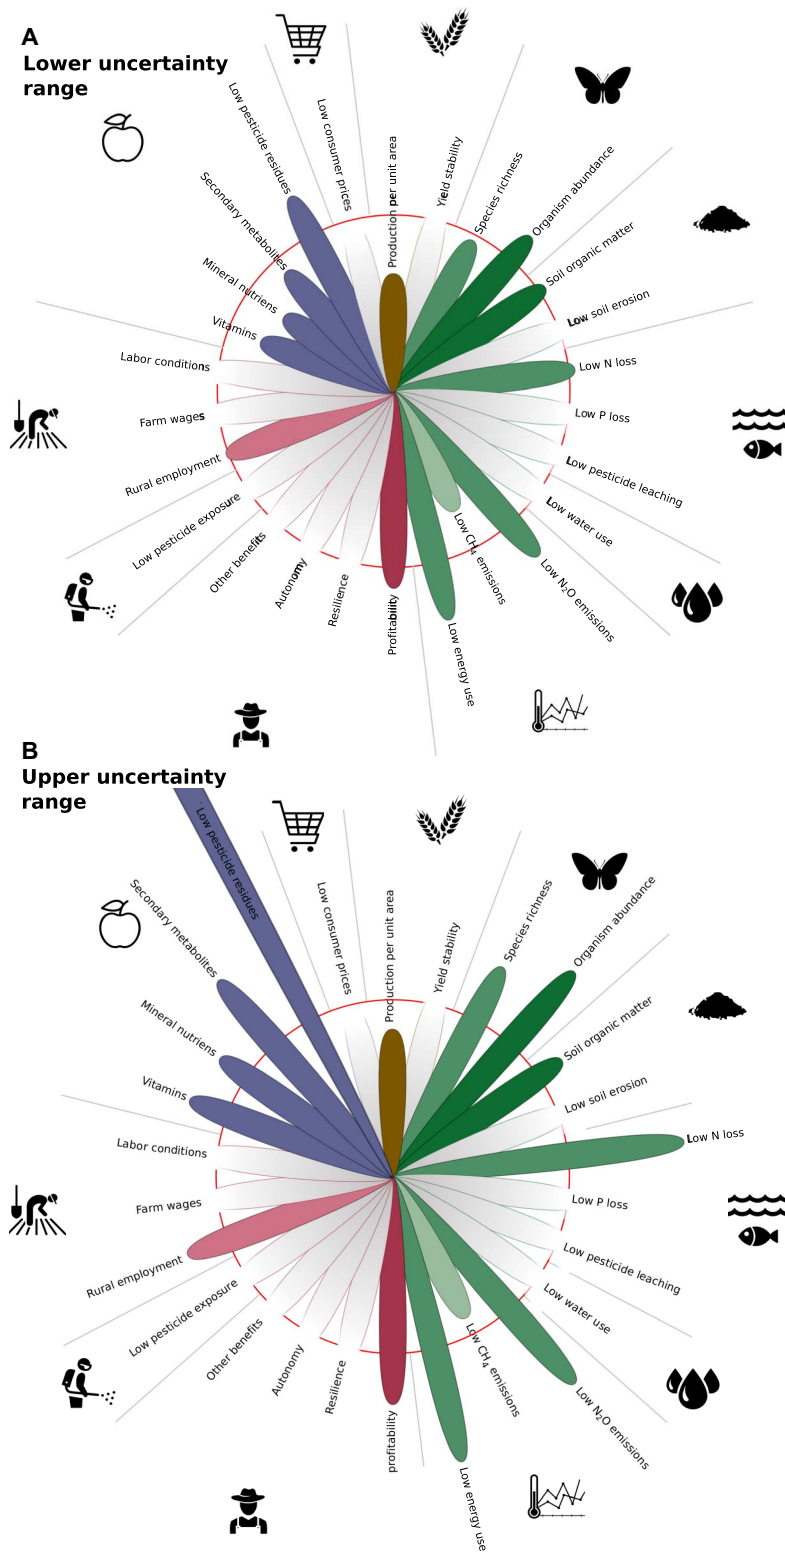 A
Lower uncertainty
range
Low pesticide residues
Low consumer prices
Production per unit area
Yield stability
Species richness
Organism abundance
Secondary metabolites
Soil organic matter
Mineral nutriens
Low soil erosion
Vitamins
Labor conditions
Low N loss
Farm wages
Low P loss
Rural employment
Low pesticide leaching
Low pesticide exposure
Low water use
Other benefits
Autonomy
Resilience
Profitability
Low CH4 emissions
Low N2O emissions
Low energy use
B
Upper uncertainty
range
Low pesticide residues
Low consumer prices
Production per unit area
Yield stability
Species richness
Organism abundance
Secondary metabolites
Mineral nutriens
Soil organic matter
Vitamins
Low soil erosion
Labor conditions
Low N loss
Farm wages
Low P loss
Rural employment
Low pesticide leaching
Low pesticide exposure
Low water use
Other benefits
Autonomy
Resilience
profitability
Low CH4 emissions
Low N2O emissions
Low energy use